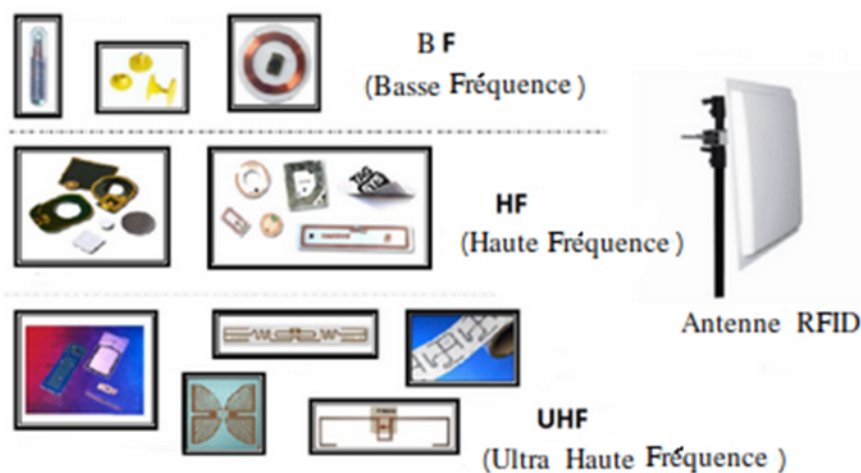 B F
(Basse Fréquence)
HF
(Haute Fréquence)
Antenne RFID
UHF
(Ultra Haute Fréquence)